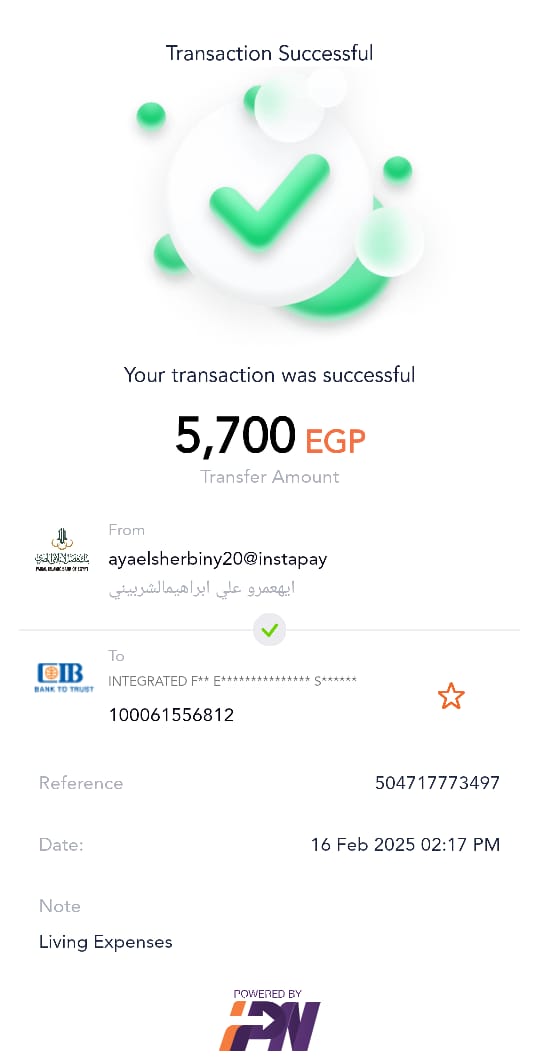 Transaction Successful
Your transaction was successful
5,700 EGP
Transfer Amount
From
ayaelsherbiny20@instapay
ايهعمرو علي ابراهيمالشربيني
To
CIB
BANK TO TRUST
INTEGRATED F** E*************** S******
100061556812
Reference 504717773497
Date: 16 Feb 2025 02:17 PM
Note
Living Expenses
POWERED BY
IPN